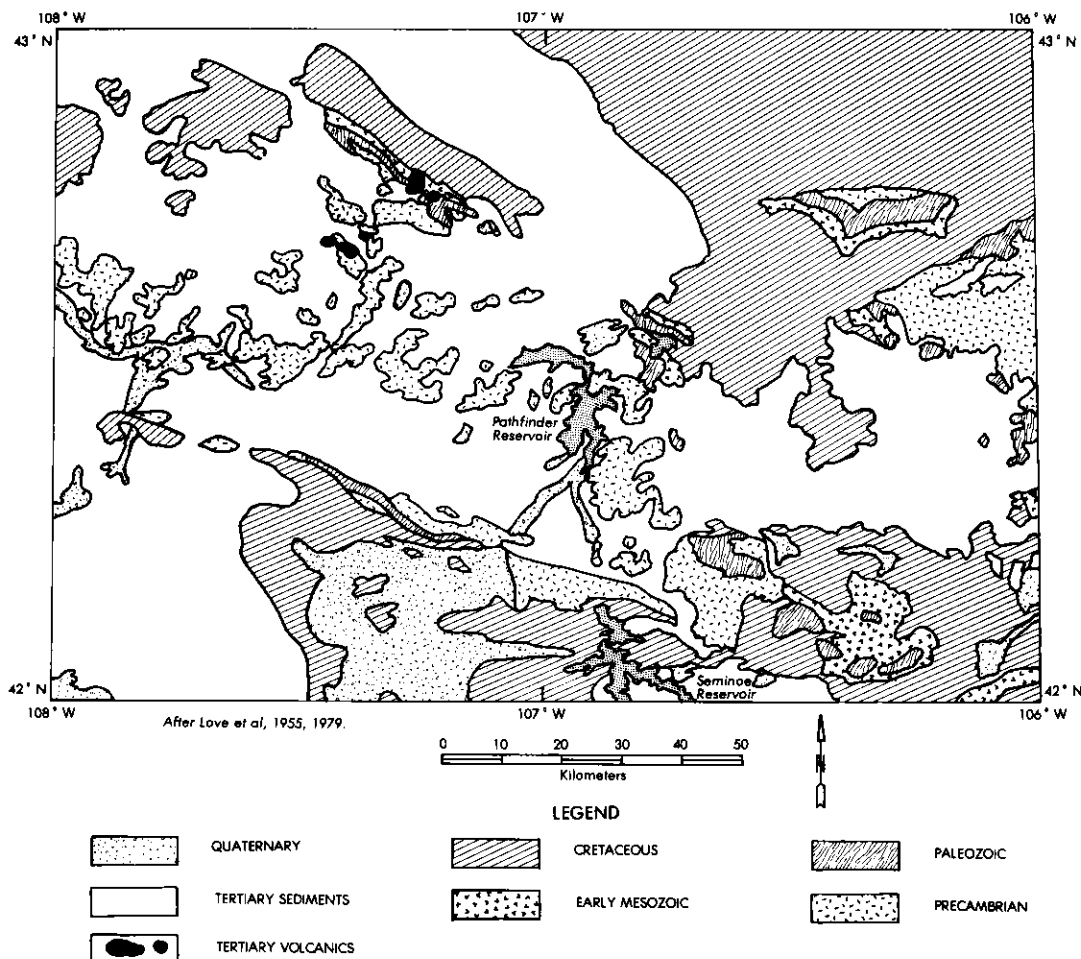 108° W
107° W
106° W
43° N
43° N
Pathfinder
Reservoir
Seminoe
Reservoir
42° N
42° N
108° W
107° W
106° W
After Love et al, 1955, 1979.
0 10 20 30 40 50
Kilometers
N
LEGEND
QUATERNARY
CRETACEOUS
PALEOZOIC
TERTIARY SEDIMENTS
EARLY MESOZOIC
PRECAMBRIAN
TERTIARY VOLCANICS